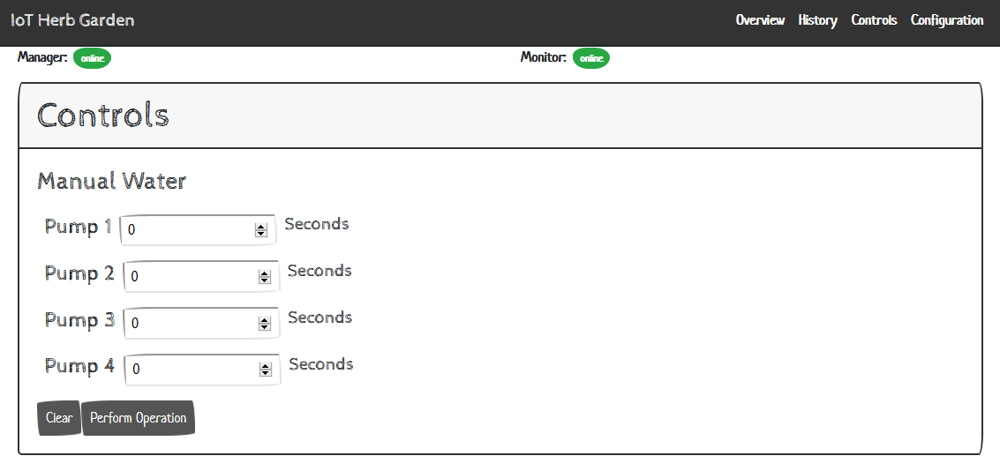 IoT Herb Garden Overview History Controls Configuration
Manager: online Monitor: online
Controls
Manual Water
Pump 1 0 Seconds
Pump 2 0 Seconds
Pump 3 0 Seconds
Pump 4 0 Seconds
Clear Perform Operation